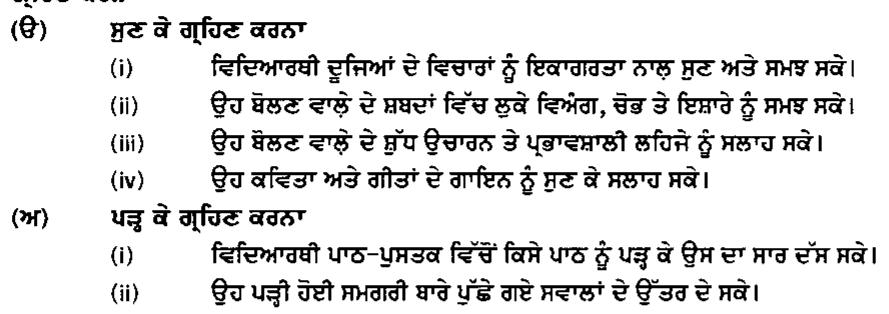 (ੳ) ਸੁਣ ਕੇ ਗ੍ਰਹਿਣ ਕਰਨਾ
(i) ਵਿਦਿਆਰਥੀ ਦੂਜਿਆਂ ਦੇ ਵਿਚਾਰਾਂ ਨੂੰ ਇਕਾਗਰਤਾ ਨਾਲ਼ ਸੁਣ ਅਤੇ ਸਮਝ ਸਕੇ।
(ii) ਉਹ ਬੋਲਣ ਵਾਲ਼ੇ ਦੇ ਸ਼ਬਦਾਂ ਵਿੱਚ ਲੁਕੇ ਵਿਅੰਗ, ਚੋਭ ਤੇ ਇਸ਼ਾਰੇ ਨੂੰ ਸਮਝ ਸਕੇ।
(iii) ਉਹ ਬੋਲਣ ਵਾਲ਼ੇ ਦੇ ਸ਼ੁੱਧ ਉਚਾਰਨ ਤੇ ਪ੍ਰਭਾਵਸ਼ਾਲੀ ਲਹਿਜੇ ਨੂੰ ਸਲਾਹ ਸਕੇ।
(iv) ਉਹ ਕਵਿਤਾ ਅਤੇ ਗੀਤਾਂ ਦੇ ਗਾਇਨ ਨੂੰ ਸੁਣ ਕੇ ਸਲਾਹ ਸਕੇ।
(ਅ) ਪੜ੍ਹ ਕੇ ਗ੍ਰਹਿਣ ਕਰਨਾ
(i) ਵਿਦਿਆਰਥੀ ਪਾਠ-ਪੁਸਤਕ ਵਿੱਚੋਂ ਕਿਸੇ ਪਾਠ ਨੂੰ ਪੜ੍ਹ ਕੇ ਉਸ ਦਾ ਸਾਰ ਦੱਸ ਸਕੇ।
(ii) ਉਹ ਪੜ੍ਹੀ ਹੋਈ ਸਮਗਰੀ ਬਾਰੇ ਪੁੱਛੇ ਗਏ ਸਵਾਲਾਂ ਦੇ ਉੱਤਰ ਦੇ ਸਕੇ।